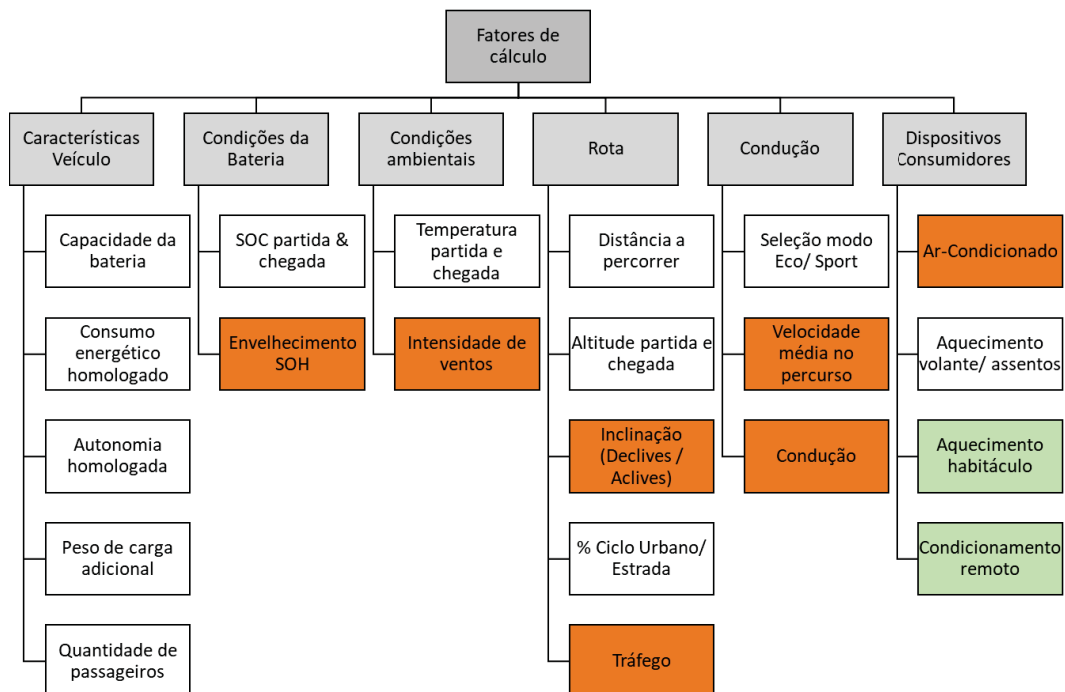 Fatores de
cálculo
Características
Veículo
Condições da
Bateria
Condições
ambientais
Rota
Condução
Dispositivos
Consumidores
Capacidade da
bateria
Consumo
energético
homologado
Autonomia
homologada
Peso de carga
adicional
Quantidade de
passageiros
SOC partida &
chegada
Envelhecimento
SOH
Temperatura
partida e
chegada
Intensidade de
ventos
Distância a
percorrer
Altitude partida e
chegada
Inclinação
(Declives /
Aclives)
% Ciclo Urbano/
Estrada
Tráfego
Seleção modo
Eco/ Sport
Velocidade
média no
percurso
Condução
Ar-Condicionado
Aquecimento
volante/ assentos
Aquecimento
habitáculo
Condicionamento
remoto